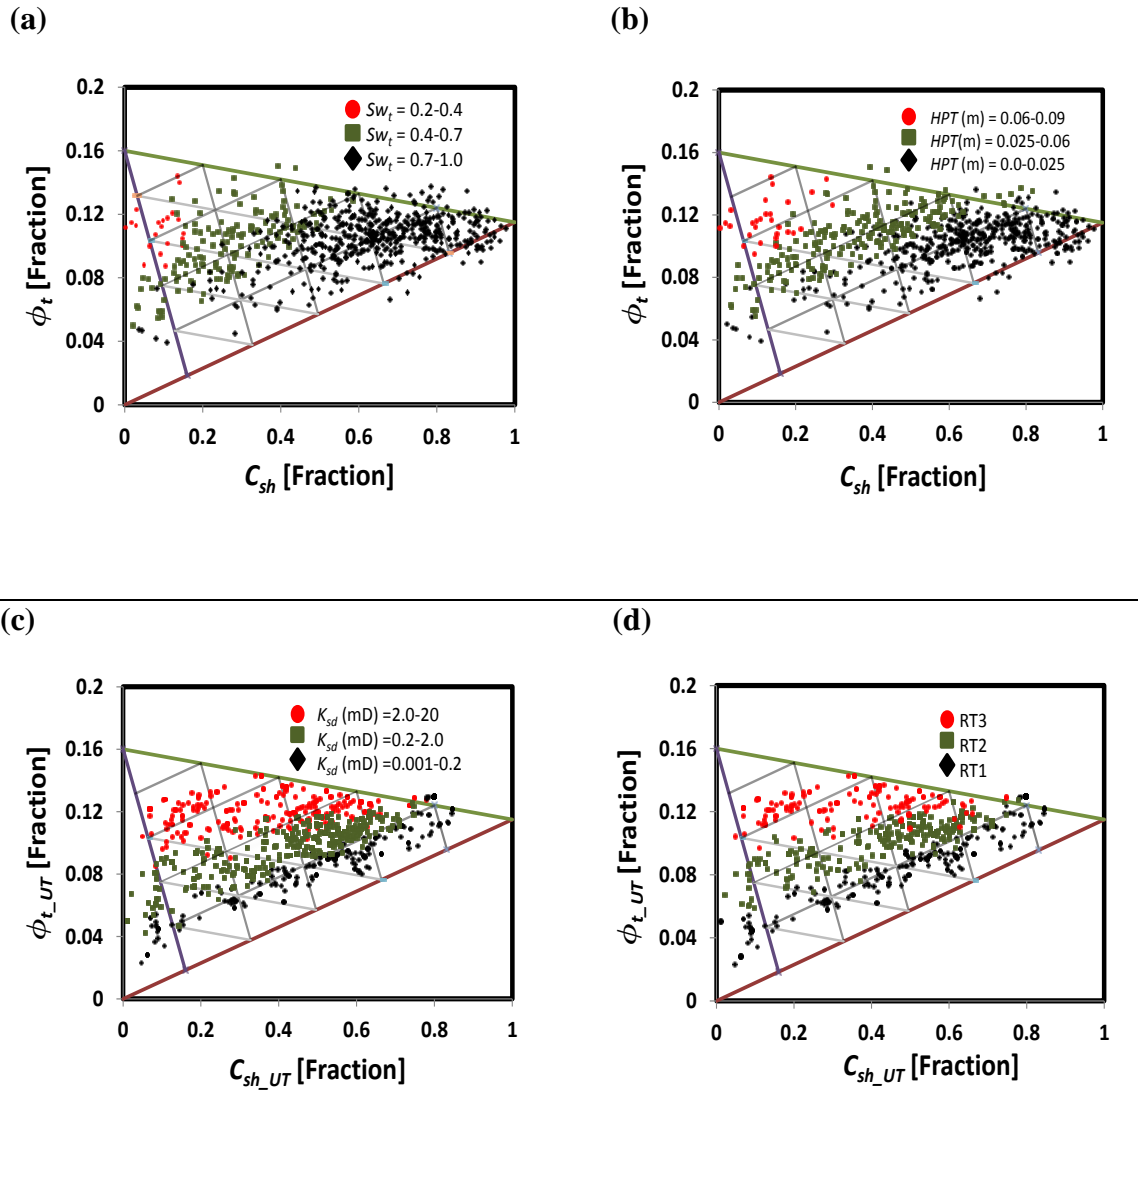 (a)
0.2
0.16
0.12
0.08
0.04
0
0 0.2 0.4 0.6 0.8 1
ϕt [Fraction]
Csh [Fraction]
Swt = 0.2-0.4
Swt = 0.4-0.7
Swt = 0.7-1.0
(b)
0.2
0.16
0.12
0.08
0.04
0
0 0.2 0.4 0.6 0.8 1
ϕt [Fraction]
Csh [Fraction]
HPT (m) = 0.06-0.09
HPT(m) = 0.025-0.06
HPT (m) = 0.0-0.025
(c)
0.2
0.16
0.12
0.08
0.04
0
0 0.2 0.4 0.6 0.8 1
ϕt_UT [Fraction]
Csh_UT [Fraction]
Ksd (mD) =2.0-20
Ksd (mD) =0.2-2.0
Ksd (mD) =0.001-0.2
(d)
0.2
0.16
0.12
0.08
0.04
0
0 0.2 0.4 0.6 0.8 1
ϕt_UT [Fraction]
Csh_UT [Fraction]
RT3
RT2
RT1